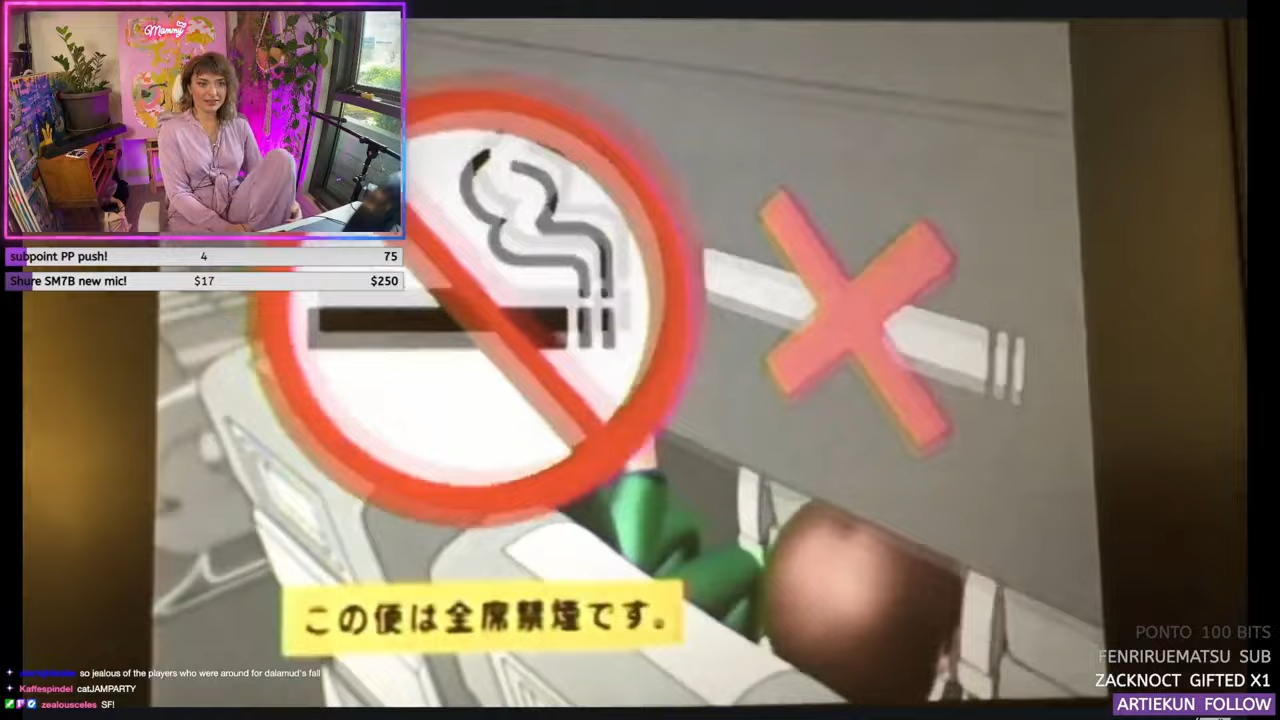 Mommy
subpoint PP push! 4 75
Shure SM7B new mic! $17 $250
この便は全席禁煙です。
so jealous of the players who were around for dalamud's fall
Kaffespindel catJAMPARTY
zealousceles SF!
PONTO 100 BITS
FENRIRUEMATSU SUB
ZACKNOCT GIFTED X1
ARTIEKUN FOLLOW